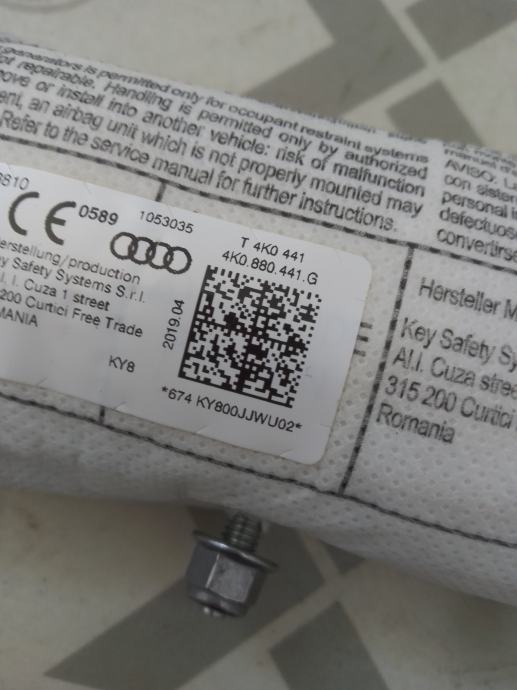 generators is permitted only for occupant restraint systems
or repairable. Handling is permitted only by authorized
ove or install into another vehicle: risk of malfunction
ent, an airbag unit which is not properly mounted may
Refer to the service manual for further instructions.
AVISO:
con sistem
personal
defectuos
convertirse
810
CE 0589 1053035
T 4K0 441
4K0.880.441.G
2019.04
erstellung/production
y Safety Systems S.r.l.
l.I. Cuza 1 street
200 Curtici Free Trade
MANIA
KY8
*674 KY800JJWU02*
Hersteller M
Key Safety Sy
Al.I. Cuza stree
315 200 Curtici
Romania